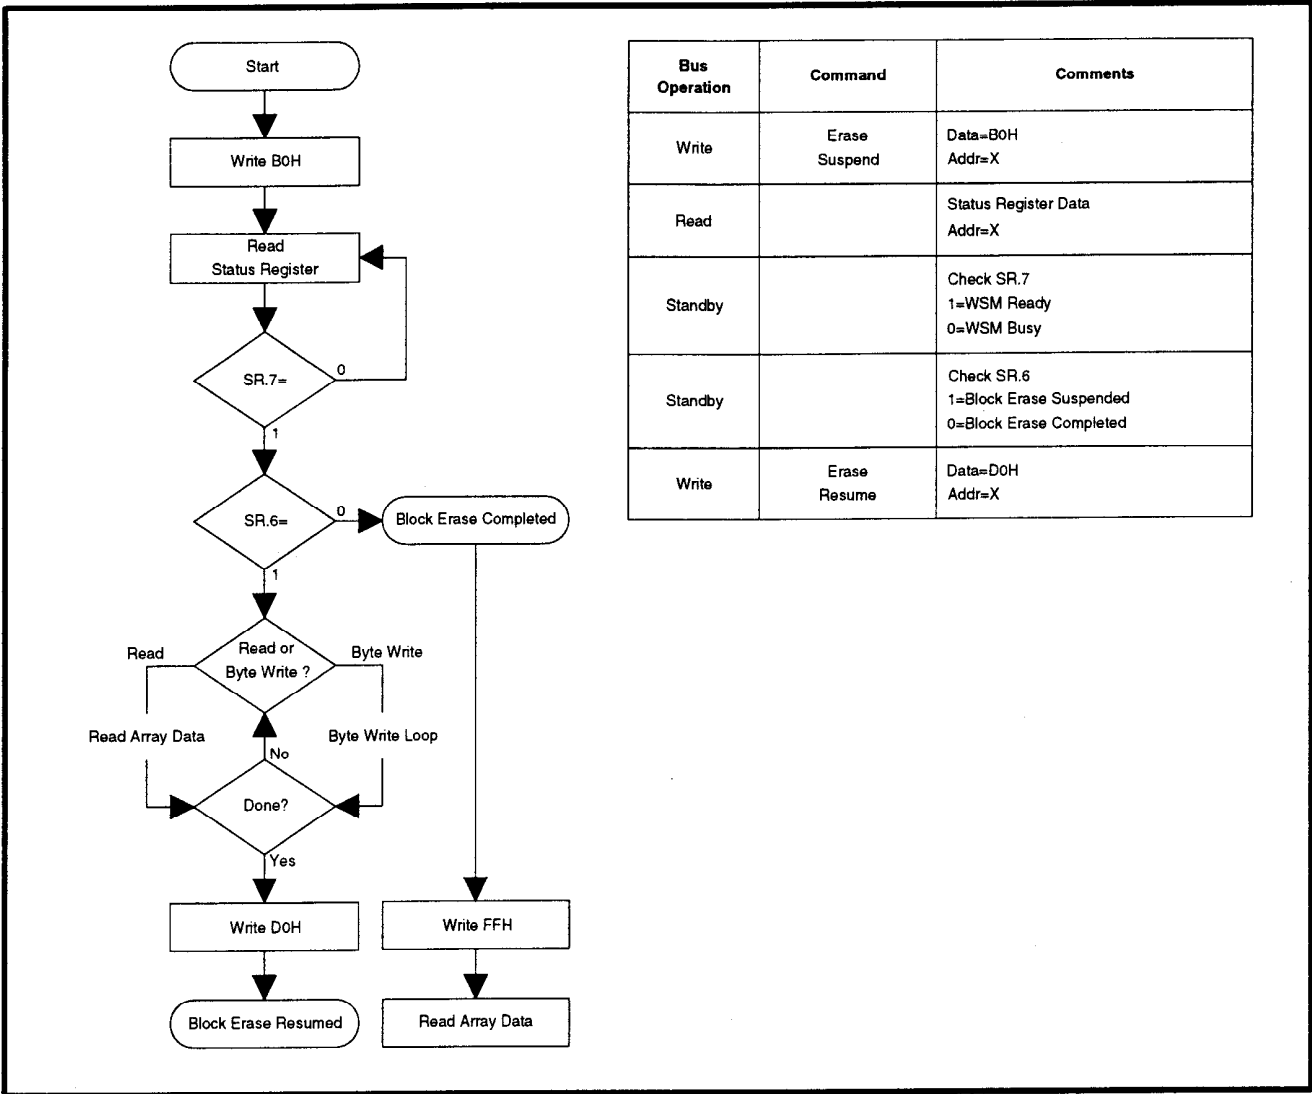 Start
Write B0H
Read
Status Register
SR.7=
0
1
SR.6=
0
Block Erase Completed
1
Read or
Byte Write ?
Read
Byte Write
Read Array Data
Byte Write Loop
No
Done?
Yes
Write D0H
Write FFH
Block Erase Resumed
Read Array Data
Bus
Operation
Command
Comments
Write
Erase
Suspend
Data=B0H
Addr=X
Read
Status Register Data
Addr=X
Standby
Check SR.7
1=WSM Ready
0=WSM Busy
Standby
Check SR.6
1=Block Erase Suspended
0=Block Erase Completed
Write
Erase
Resume
Data=D0H
Addr=X